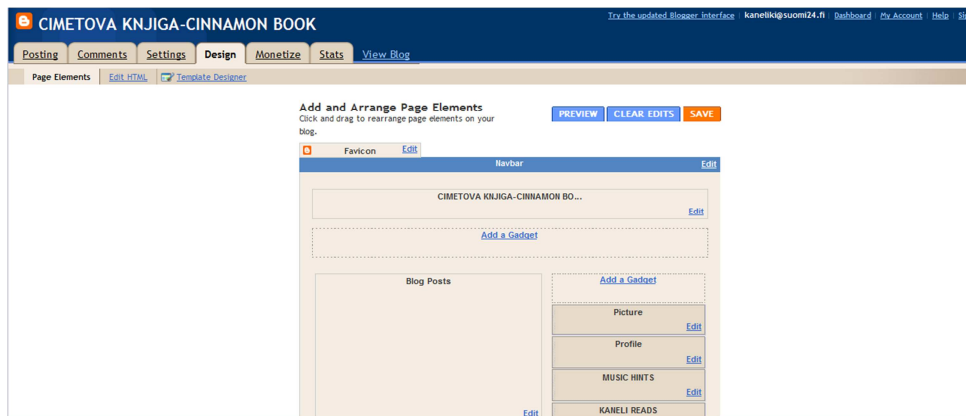 CIMETOVA KNJIGA-CINNAMON BOOK
Try the updated Blogger interface | kaneliki@suomi24.fi | Dashboard | My Account | Help |
Posting Comments Settings Design Monetize Stats View Blog
Page Elements Edit HTML Template Designer
Add and Arrange Page Elements
Click and drag to rearrange page elements on your
blog.
PREVIEW CLEAR EDITS SAVE
Favicon Edit
Navbar Edit
CIMETOVA KNJIGA-CINNAMON BO...
Edit
Add a Gadget
Blog Posts
Edit
Add a Gadget
Picture
Edit
Profile
Edit
MUSIC HINTS
Edit
KANELI READS